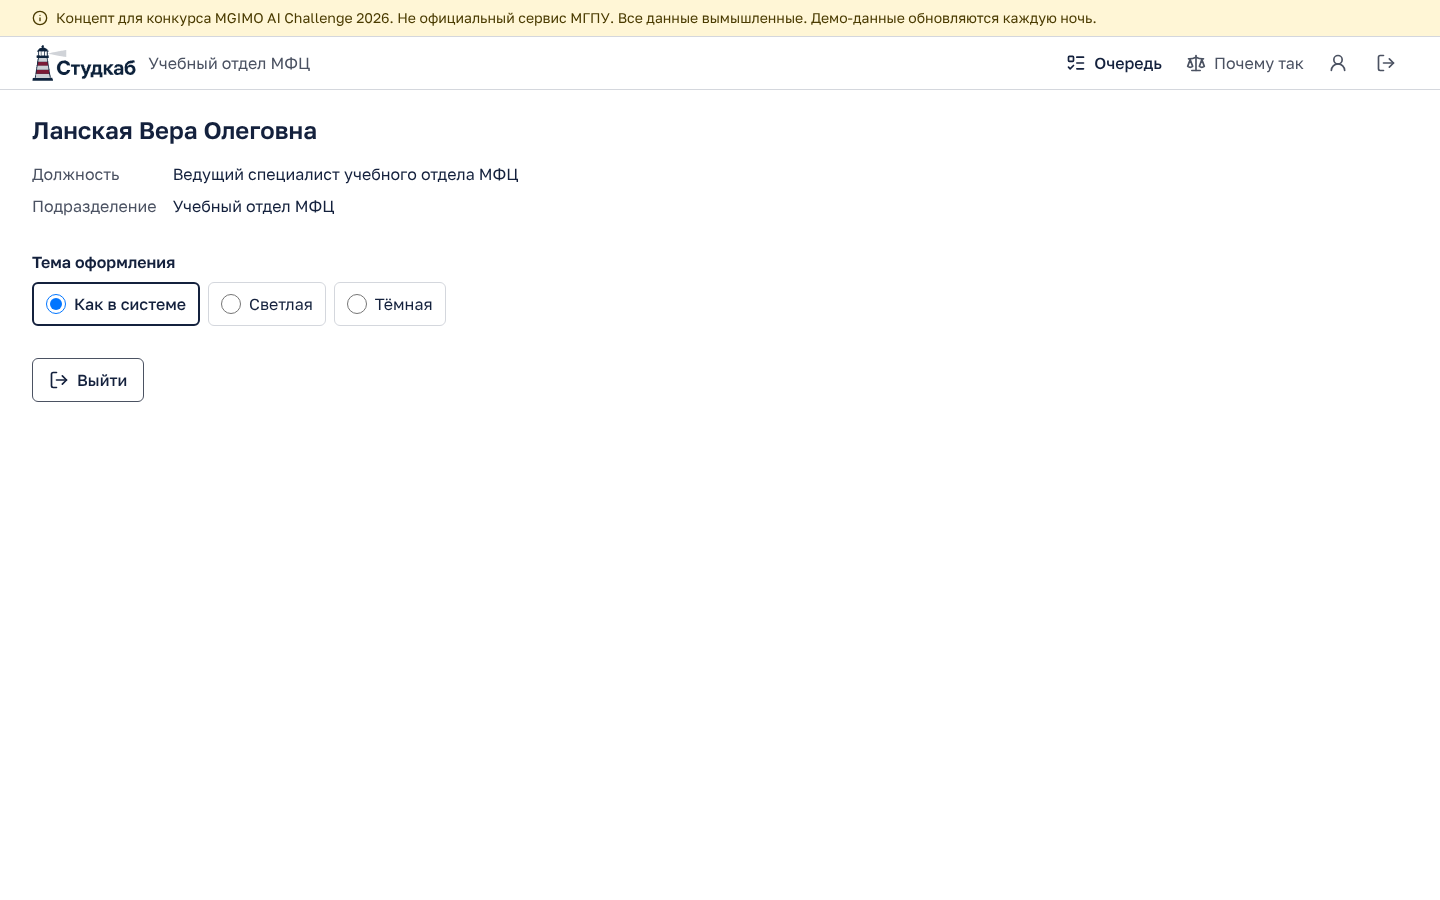 Концепт для конкурса MGIMO AI Challenge 2026. Не официальный сервис МГПУ. Все данные вымышленные. Демо-данные обновляются каждую ночь.
Студкаб Учебный отдел МФЦ Очередь Почему так
Ланская Вера Олеговна
Должность Ведущий специалист учебного отдела МФЦ
Подразделение Учебный отдел МФЦ
Тема оформления
Как в системе Светлая Тёмная
Выйти